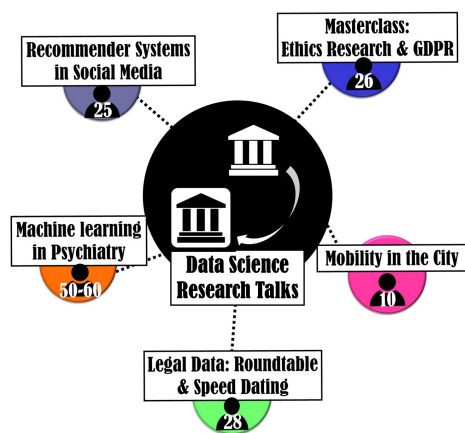 Recommender Systems
in Social Media
25
Masterclass:
Ethics Research & GDPR
26
Machine learning
in Psychiatry
50-60
Data Science
Research Talks
Mobility in the City
10
Legal Data: Roundtable
& Speed Dating
28